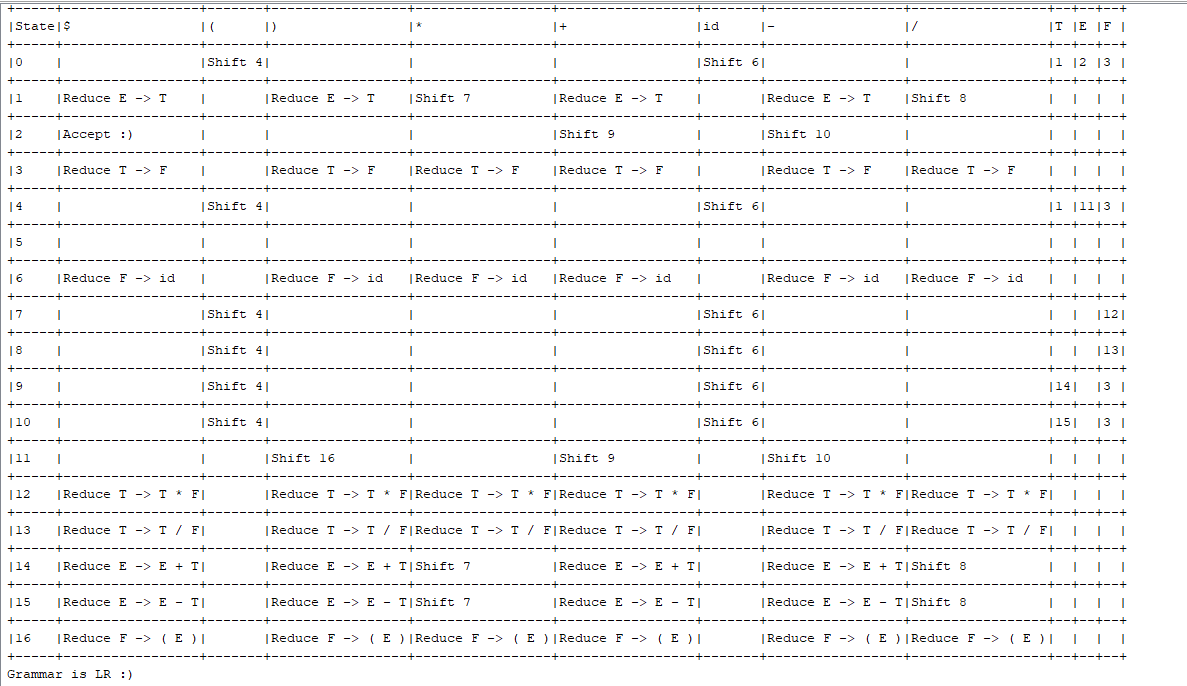 +-----+-----------------+-------+-----------------+-----------------+-----------------+-------+-----------------+-----------------+--+--+--+
|State|$                |(      |)                |*                |+                |id     |-                |/                |T |E |F |
+-----+-----------------+-------+-----------------+-----------------+-----------------+-------+-----------------+-----------------+--+--+--+
|0    |                 |Shift 4|                 |                 |                 |Shift 6|                 |                 |1 |2 |3 |
+-----+-----------------+-------+-----------------+-----------------+-----------------+-------+-----------------+-----------------+--+--+--+
|1    |Reduce E -> T    |       |Reduce E -> T    |Shift 7          |Reduce E -> T    |       |Reduce E -> T    |Shift 8          |  |  |  |
+-----+-----------------+-------+-----------------+-----------------+-----------------+-------+-----------------+-----------------+--+--+--+
|2    |Accept :)        |       |                 |                 |Shift 9          |       |Shift 10         |                 |  |  |  |
+-----+-----------------+-------+-----------------+-----------------+-----------------+-------+-----------------+-----------------+--+--+--+
|3    |Reduce T -> F    |       |Reduce T -> F    |Reduce T -> F    |Reduce T -> F    |       |Reduce T -> F    |Reduce T -> F    |  |  |  |
+-----+-----------------+-------+-----------------+-----------------+-----------------+-------+-----------------+-----------------+--+--+--+
|4    |                 |Shift 4|                 |                 |                 |Shift 6|                 |                 |1 |11|3 |
+-----+-----------------+-------+-----------------+-----------------+-----------------+-------+-----------------+-----------------+--+--+--+
|5    |                 |       |                 |                 |                 |       |                 |                 |  |  |  |
+-----+-----------------+-------+-----------------+-----------------+-----------------+-------+-----------------+-----------------+--+--+--+
|6    |Reduce F -> id   |       |Reduce F -> id   |Reduce F -> id   |Reduce F -> id   |       |Reduce F -> id   |Reduce F -> id   |  |  |  |
+-----+-----------------+-------+-----------------+-----------------+-----------------+-------+-----------------+-----------------+--+--+--+
|7    |                 |Shift 4|                 |                 |                 |Shift 6|                 |                 |  |  |12|
+-----+-----------------+-------+-----------------+-----------------+-----------------+-------+-----------------+-----------------+--+--+--+
|8    |                 |Shift 4|                 |                 |                 |Shift 6|                 |                 |  |  |13|
+-----+-----------------+-------+-----------------+-----------------+-----------------+-------+-----------------+-----------------+--+--+--+
|9    |                 |Shift 4|                 |                 |                 |Shift 6|                 |                 |14|  |3 |
+-----+-----------------+-------+-----------------+-----------------+-----------------+-------+-----------------+-----------------+--+--+--+
|10   |                 |Shift 4|                 |                 |                 |Shift 6|                 |                 |15|  |3 |
+-----+-----------------+-------+-----------------+-----------------+-----------------+-------+-----------------+-----------------+--+--+--+
|11   |                 |       |Shift 16         |                 |Shift 9          |       |Shift 10         |                 |  |  |  |
+-----+-----------------+-------+-----------------+-----------------+-----------------+-------+-----------------+-----------------+--+--+--+
|12   |Reduce T -> T * F|       |Reduce T -> T * F|Reduce T -> T * F|Reduce T -> T * F|       |Reduce T -> T * F|Reduce T -> T * F|  |  |  |
+-----+-----------------+-------+-----------------+-----------------+-----------------+-------+-----------------+-----------------+--+--+--+
|13   |Reduce T -> T / F|       |Reduce T -> T / F|Reduce T -> T / F|Reduce T -> T / F|       |Reduce T -> T / F|Reduce T -> T / F|  |  |  |
+-----+-----------------+-------+-----------------+-----------------+-----------------+-------+-----------------+-----------------+--+--+--+
|14   |Reduce E -> E + T|       |Reduce E -> E + T|Shift 7          |Reduce E -> E + T|       |Reduce E -> E + T|Shift 8          |  |  |  |
+-----+-----------------+-------+-----------------+-----------------+-----------------+-------+-----------------+-----------------+--+--+--+
|15   |Reduce E -> E - T|       |Reduce E -> E - T|Shift 7          |Reduce E -> E - T|       |Reduce E -> E - T|Shift 8          |  |  |  |
+-----+-----------------+-------+-----------------+-----------------+-----------------+-------+-----------------+-----------------+--+--+--+
|16   |Reduce F -> ( E )|       |Reduce F -> ( E )|Reduce F -> ( E )|Reduce F -> ( E )|       |Reduce F -> ( E )|Reduce F -> ( E )|  |  |  |
+-----+-----------------+-------+-----------------+-----------------+-----------------+-------+-----------------+-----------------+--+--+--+
Grammar is LR :)